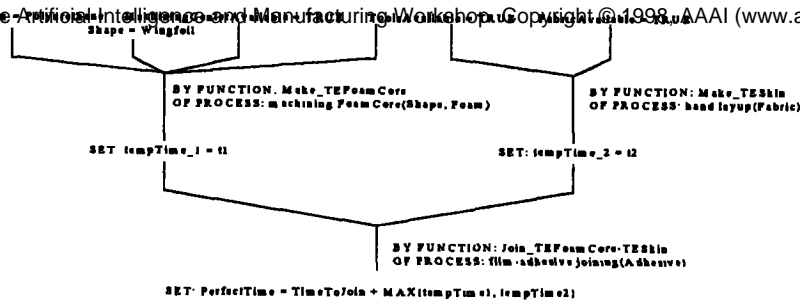 Artificial Intelligence and Manufacturing Workshop. Copyright © 1998, AAAI (www.a
Shape = Wingfoil
BY FUNCTION. Make_TEFoamCore
OF PROCESS: machining FoamCore(Shape, Foam)
BY FUNCTION: Make_TESkin
OF PROCESS: hand layup(Fabric)
SET tempTime_1 = t1
SET: tempTime_2 = t2
BY FUNCTION: Join_TEFoamCore-TESkin
OF PROCESS: film-adhesive joining(Adhesive)
SET: PerfectTime = TimeToJoin + MAX(tempTime1, tempTime2)